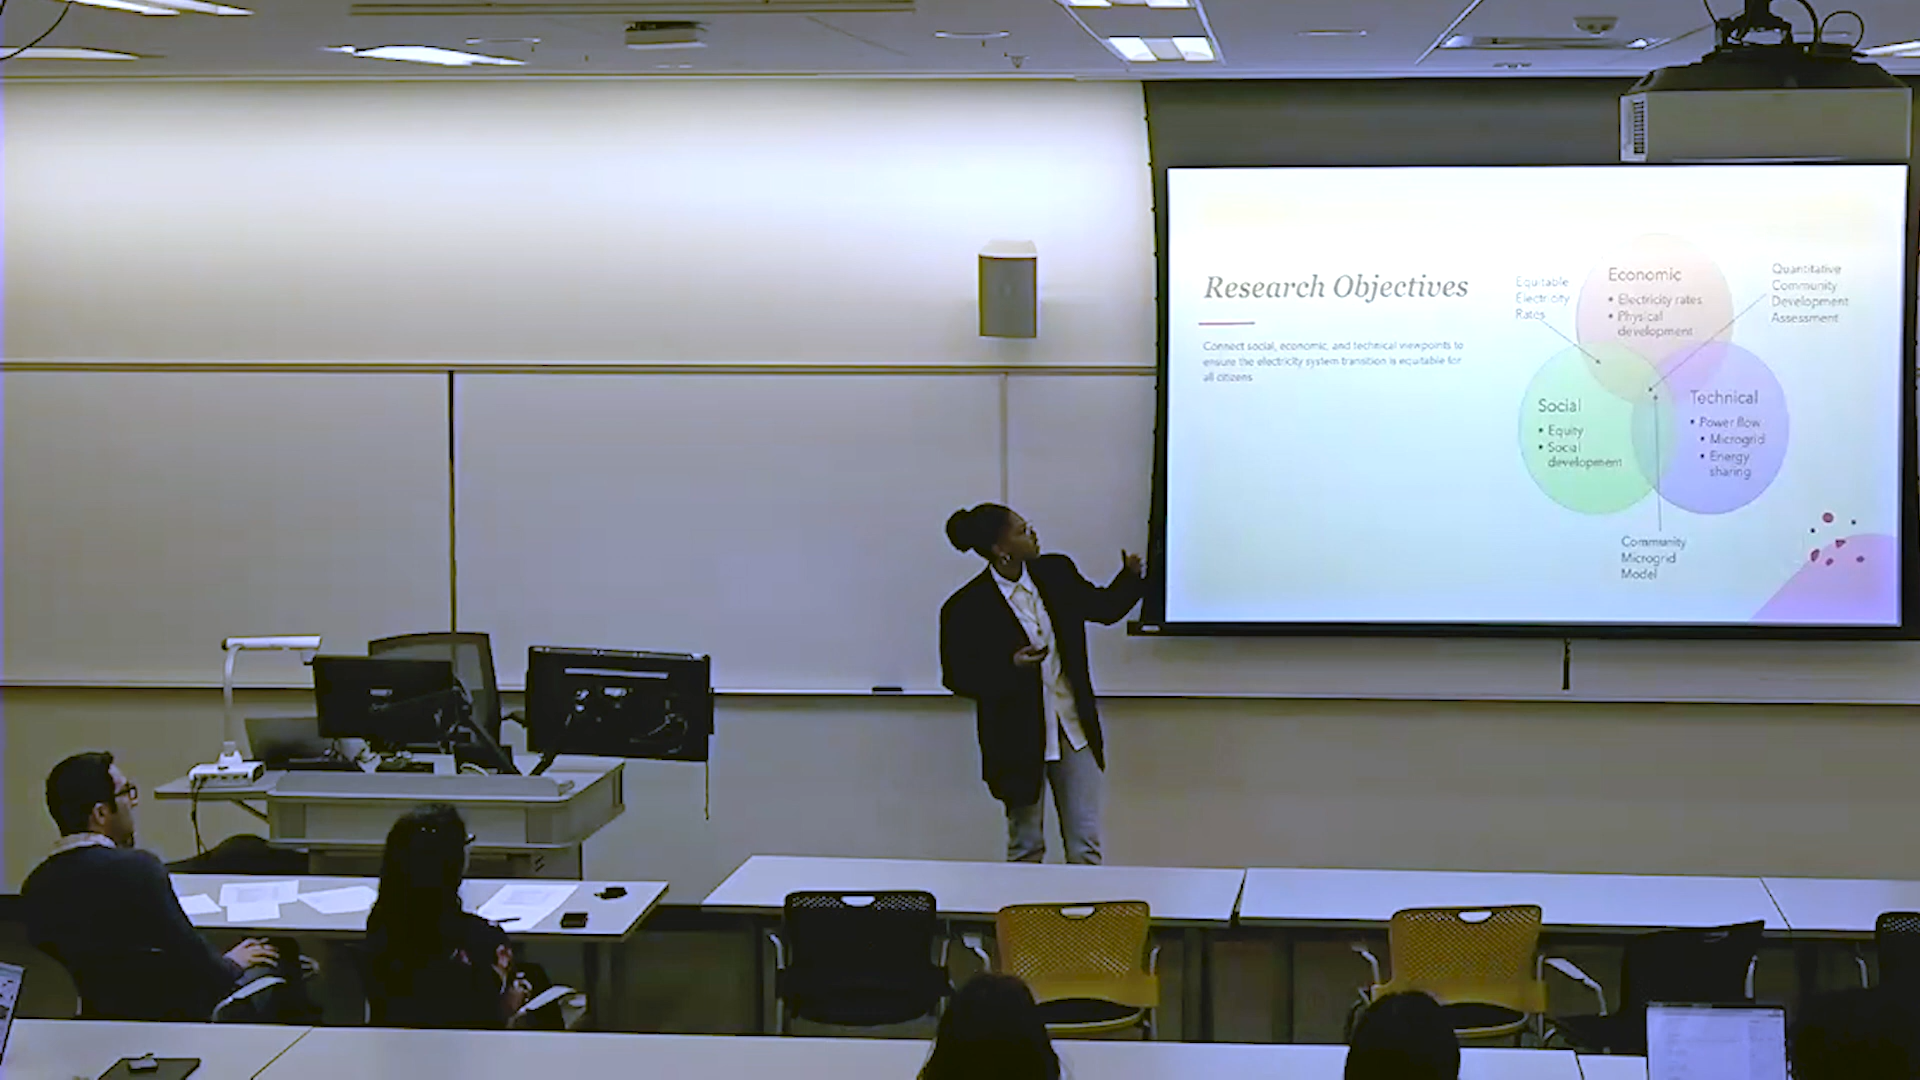 Research Objectives
Connect social, economic, and technical viewpoints to
ensure the electricity system transition is equitable for
all citizens
Equitable
Electricity
Rates
Economic
• Electricity rates
• Physical
development
Quantitative
Community
Development
Assessment
Social
• Equity
• Social
development
Technical
• Power flow
• Microgrid
• Energy
sharing
Community
Microgrid
Model